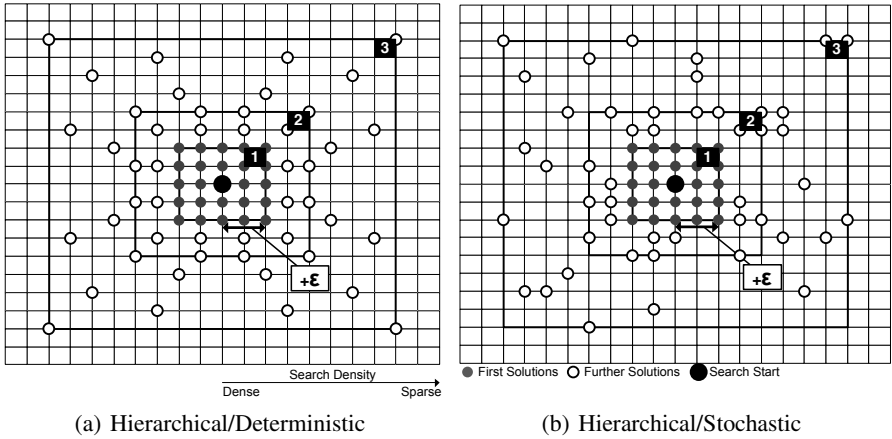 3
2
1
+ε
3
2
1
+ε
Search Density
Dense Sparse
First Solutions Further Solutions Search Start
(a) Hierarchical/Deterministic
(b) Hierarchical/Stochastic